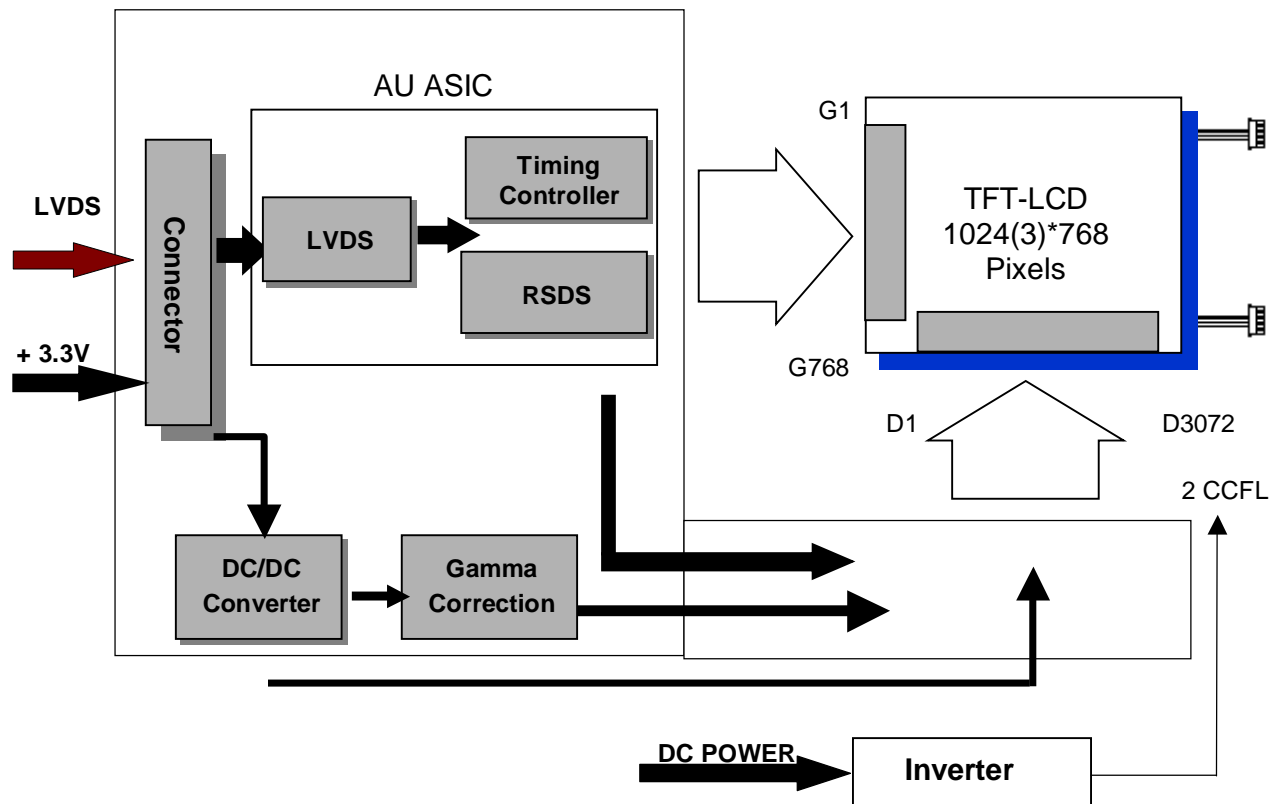 AU ASIC
LVDS
+ 3.3V
Connector
LVDS
Timing
Controller
RSDS
DC/DC
Converter
Gamma
Correction
G1
TFT-LCD
1024(3)*768
Pixels
G768
D1
D3072
2 CCFL
DC POWER
Inverter